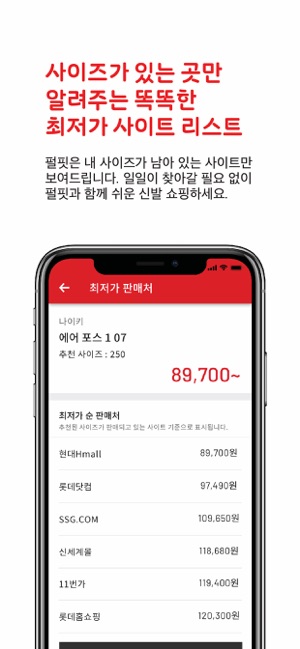 사이즈가 있는 곳만
알려주는 똑똑한
최저가 사이트 리스트
펄핏은 내 사이즈가 남아 있는 사이트만
보여드립니다. 일일이 찾아갈 필요 없이
펄핏과 함께 쉬운 신발 쇼핑하세요.
최저가 판매처
나이키
에어 포스 1 07
추천 사이즈 : 250
89,700~
최저가 순 판매처
추천된 사이즈가 판매되고 있는 사이트 기준으로 표시됩니다.
현대Hmall 89,700원
롯데닷컴 97,490원
SSG.COM 109,650원
신세계몰 118,680원
11번가 119,400원
롯데홈쇼핑 120,300원